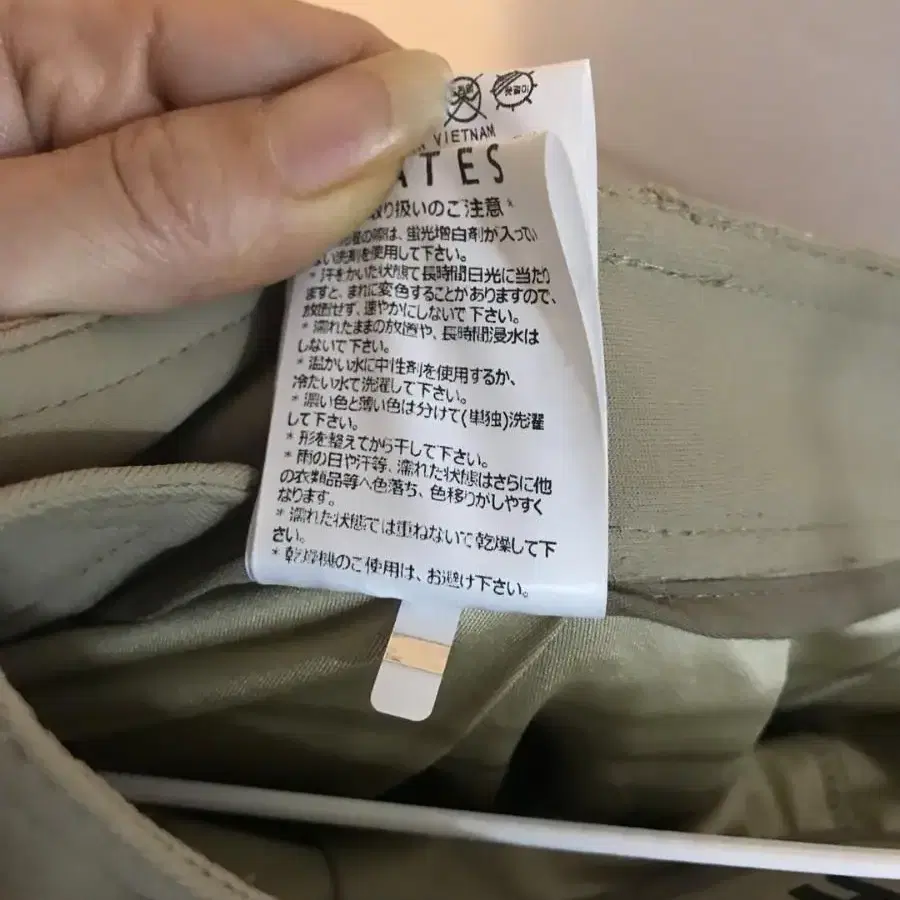 VIETNAM
ATES
取り扱いのご注意*
の際は、蛍光増白剤が入ってい
ない洗剤を使用して下さい。
* 汗をかいた状態で長時間日光に当たり
ますと、まれに変色することかありますので、
放置せず、速やかにしないで下さい。
* 濡れたままの放置や、長時間浸水は
しないて下さい。
* 温かい水に中性剤を使用するか、
冷たい水て洗濯して下さい。
* 濃い色と薄い色は分けて(単独)洗濯
して下さい。
* 形を整えてから干して下さい。
* 雨の日や汗等、濡れた状態はさらに他
の衣類品等へ色落ち、色移りかしやすく
なります。
* 濡れた状態では重ねないて乾燥して下
さい。
* 乾燥機のご使用は、お避け下さい。